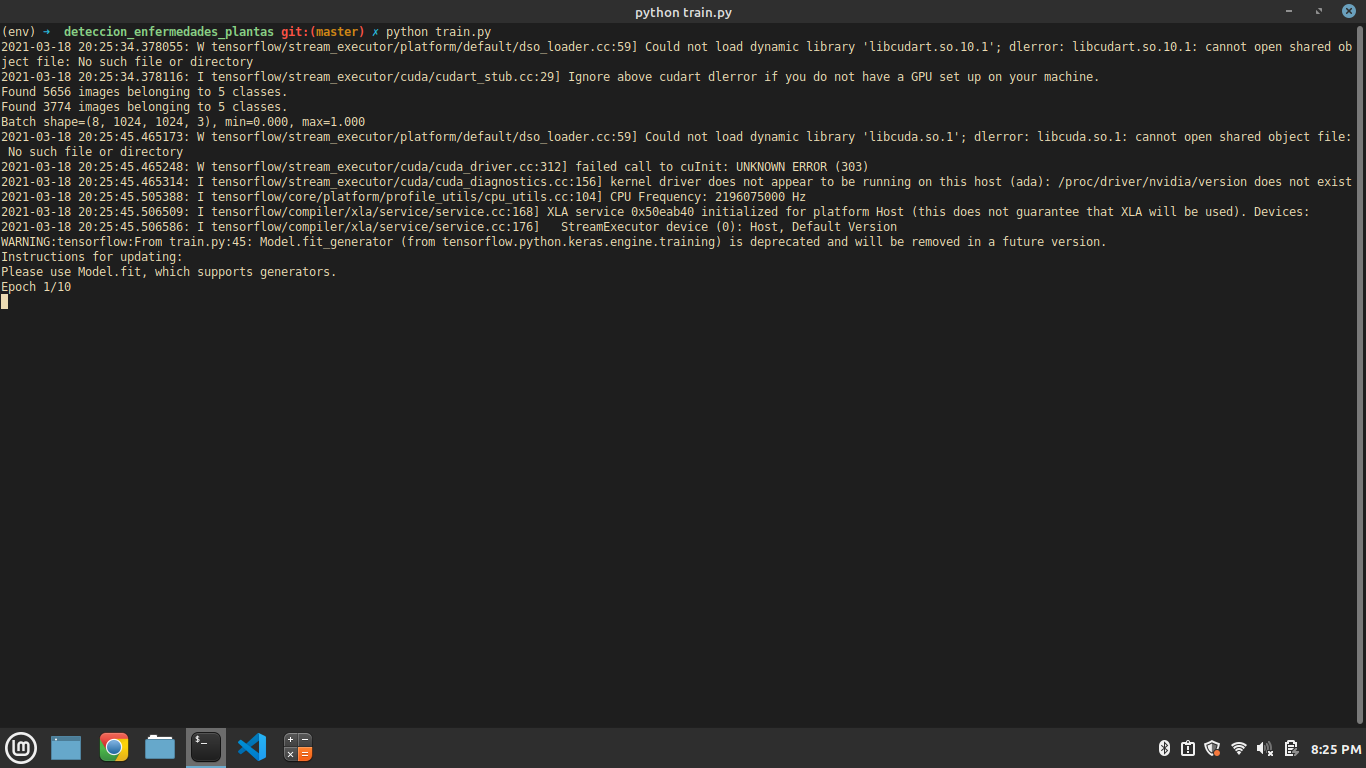 python train.py
(env) ➜ deteccion_enfermedades_plantas git:(master) ✗ python train.py
2021-03-18 20:25:34.378055: W tensorflow/stream_executor/platform/default/dso_loader.cc:59] Could not load dynamic library 'libcudart.so.10.1'; dlerror: libcudart.so.10.1: cannot open shared ob
ject file: No such file or directory
2021-03-18 20:25:34.378116: I tensorflow/stream_executor/cuda/cudart_stub.cc:29] Ignore above cudart dlerror if you do not have a GPU set up on your machine.
Found 5656 images belonging to 5 classes.
Found 3774 images belonging to 5 classes.
Batch shape=(8, 1024, 1024, 3), min=0.000, max=1.000
2021-03-18 20:25:45.465173: W tensorflow/stream_executor/platform/default/dso_loader.cc:59] Could not load dynamic library 'libcuda.so.1'; dlerror: libcuda.so.1: cannot open shared object file:
 No such file or directory
2021-03-18 20:25:45.465248: W tensorflow/stream_executor/cuda/cuda_driver.cc:312] failed call to cuInit: UNKNOWN ERROR (303)
2021-03-18 20:25:45.465314: I tensorflow/stream_executor/cuda/cuda_diagnostics.cc:156] kernel driver does not appear to be running on this host (ada): /proc/driver/nvidia/version does not exist
2021-03-18 20:25:45.505388: I tensorflow/core/platform/profile_utils/cpu_utils.cc:104] CPU Frequency: 2196075000 Hz
2021-03-18 20:25:45.506509: I tensorflow/compiler/xla/service/service.cc:168] XLA service 0x50eab40 initialized for platform Host (this does not guarantee that XLA will be used). Devices:
2021-03-18 20:25:45.506586: I tensorflow/compiler/xla/service/service.cc:176]   StreamExecutor device (0): Host, Default Version
WARNING:tensorflow:From train.py:45: Model.fit_generator (from tensorflow.python.keras.engine.training) is deprecated and will be removed in a future version.
Instructions for updating:
Please use Model.fit, which supports generators.
Epoch 1/10
8:25 PM